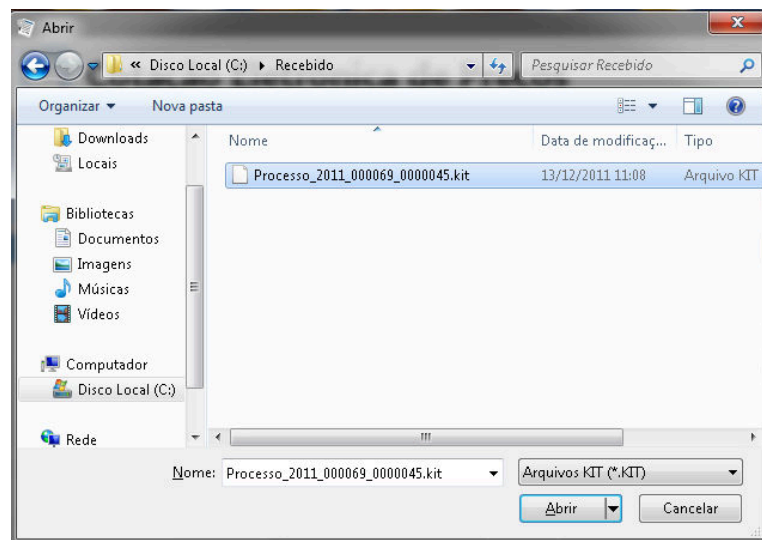 Abrir
« Disco Local (C:) Recebido
Pesquisar Recebido
Organizar Nova pasta
Downloads
Locais
Bibliotecas
Documentos
Imagens
Músicas
Vídeos
Computador
Disco Local (C:)
Rede
Nome Data de modificaç... Tipo
Processo_2011_000069_0000045.kit 13/12/2011 11:08 Arquivo KIT
Nome: Processo_2011_000069_0000045.kit Arquivos KIT (*.KIT)
Abrir Cancelar